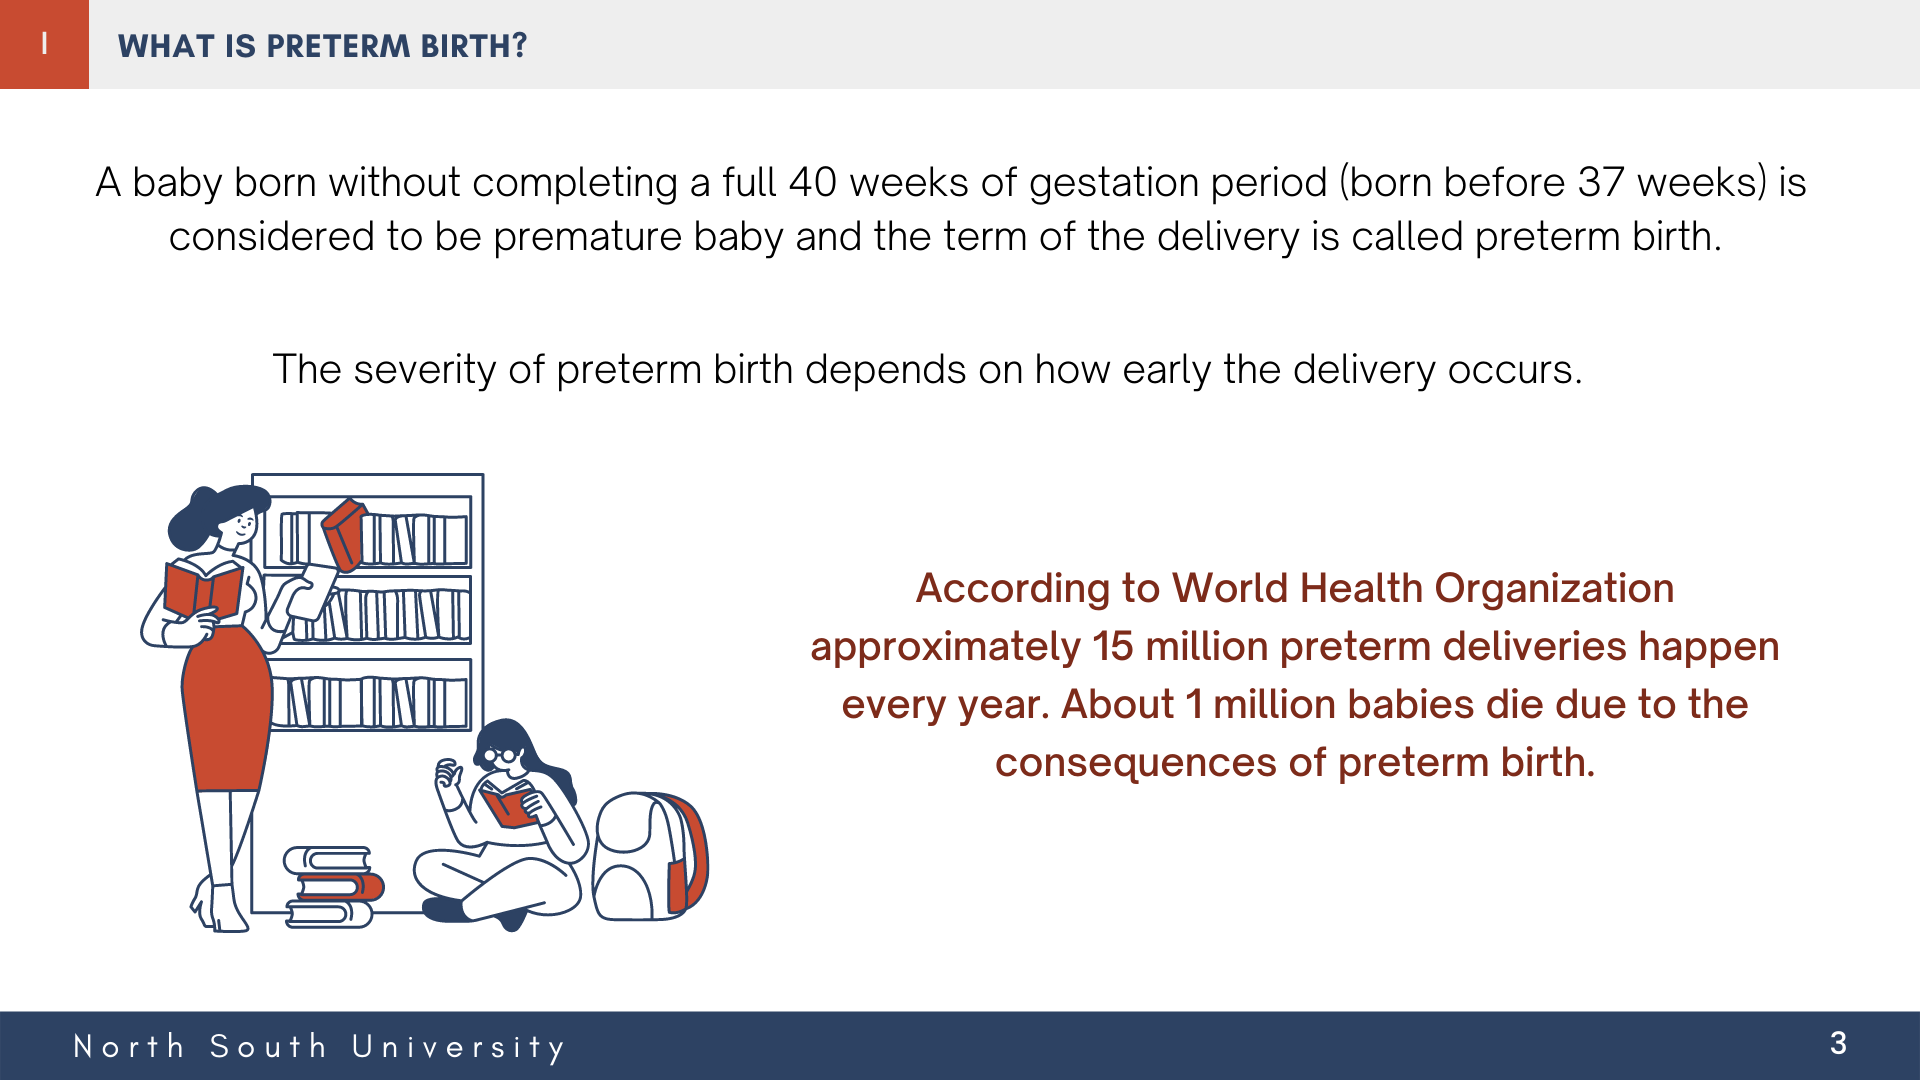 I
WHAT IS PRETERM BIRTH?
A baby born without completing a full 40 weeks of gestation period (born before 37 weeks) is
considered to be premature baby and the term of the delivery is called preterm birth.
The severity of preterm birth depends on how early the delivery occurs.
According to World Health Organization
approximately 15 million preterm deliveries happen
every year. About 1 million babies die due to the
consequences of preterm birth.
North South University
3